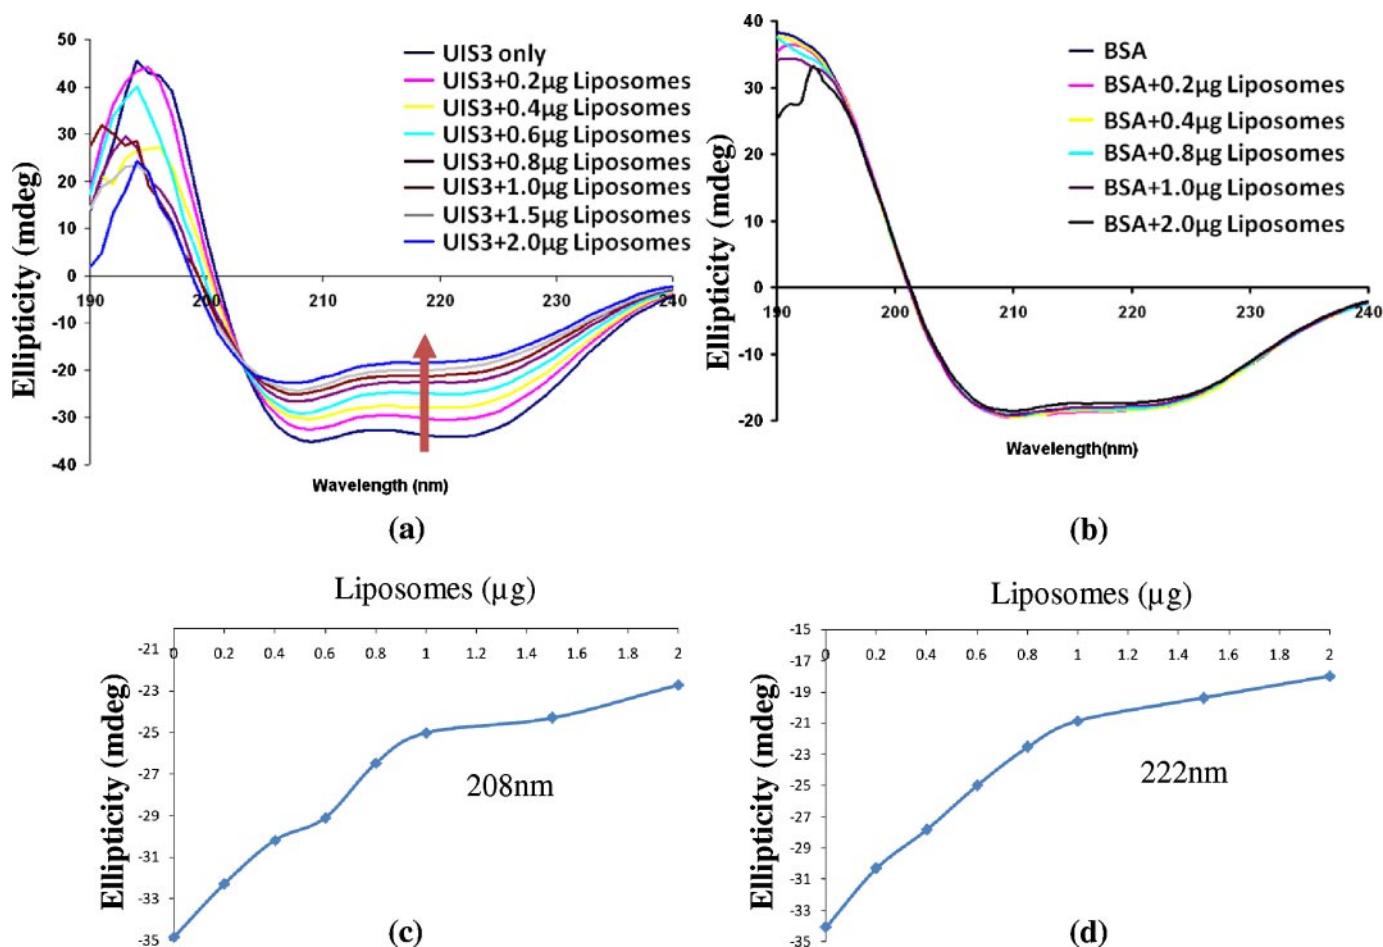 50
40
30
20
10
0
-10
-20
-30
-40
190
200
210
220
230
240
Ellipticity (mdeg)
Wavelength (nm)
UIS3 only
UIS3+0.2µg Liposomes
UIS3+0.4µg Liposomes
UIS3+0.6µg Liposomes
UIS3+0.8µg Liposomes
UIS3+1.0µg Liposomes
UIS3+1.5µg Liposomes
UIS3+2.0µg Liposomes
(a)
40
30
20
10
0
-10
-20
190
200
210
220
230
240
Ellipticity (mdeg)
Wavelength(nm)
BSA
BSA+0.2µg Liposomes
BSA+0.4µg Liposomes
BSA+0.8µg Liposomes
BSA+1.0µg Liposomes
BSA+2.0µg Liposomes
(b)
Liposomes (µg)
0 0.2 0.4 0.6 0.8 1 1.2 1.4 1.6 1.8 2
-21
-23
-25
-27
-29
-31
-33
-35
Ellipticity (mdeg)
208nm
(c)
Liposomes (µg)
0 0.2 0.4 0.6 0.8 1 1.2 1.4 1.6 1.8 2
-15
-17
-19
-21
-23
-25
-27
-29
-31
-33
-35
Ellipticity (mdeg)
222nm
(d)